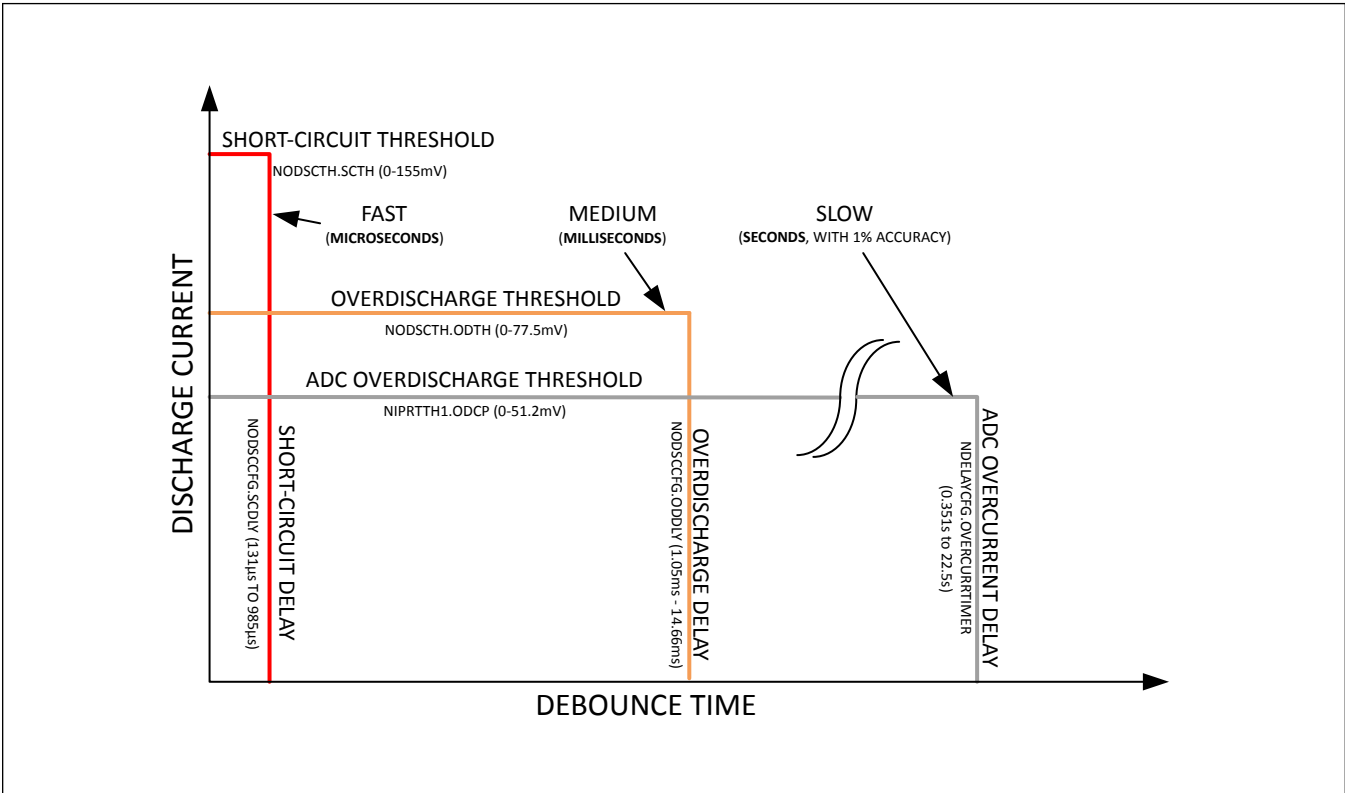 SHORT-CIRCUIT THRESHOLD
NODSCTH.SCTH (0-155mV)
FAST
(MICROSECONDS)
MEDIUM
(MILLISECONDS)
SLOW
(SECONDS, WITH 1% ACCURACY)
OVERDISCHARGE THRESHOLD
NODSCTH.ODTH (0-77.5mV)
ADC OVERDISCHARGE THRESHOLD
NIPRTTH1.ODCP (0-51.2mV)
DISCHARGE CURRENT
SHORT-CIRCUIT DELAY
NODSCCFG.SCDLY (131µs TO 985µs)
OVERDISCHARGE DELAY
NODSCCFG.ODDLY (1.05ms - 14.66ms)
ADC OVERCURRENT DELAY
NDELAYCFG.OVERCURRTIMER
(0.351s to 22.5s)
DEBOUNCE TIME